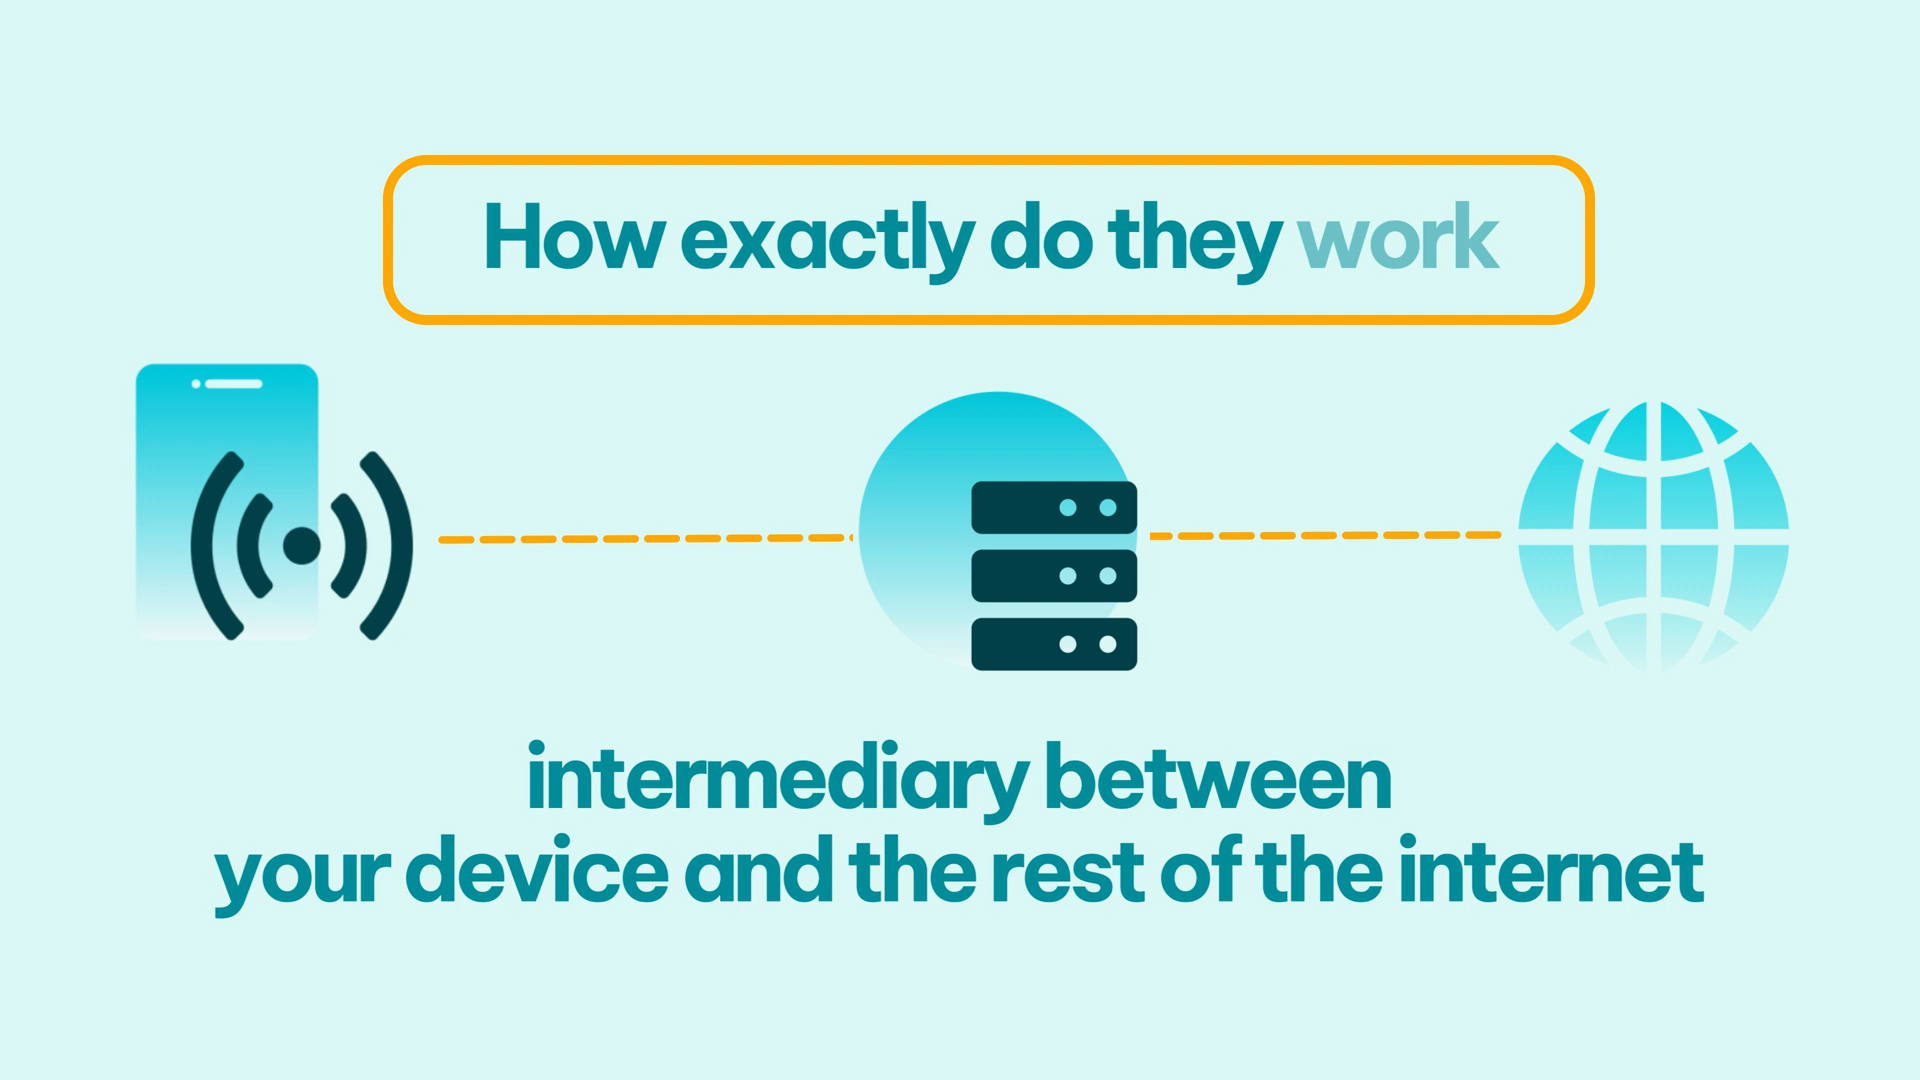 How exactly do they work
intermediary between
your device and the rest of the internet